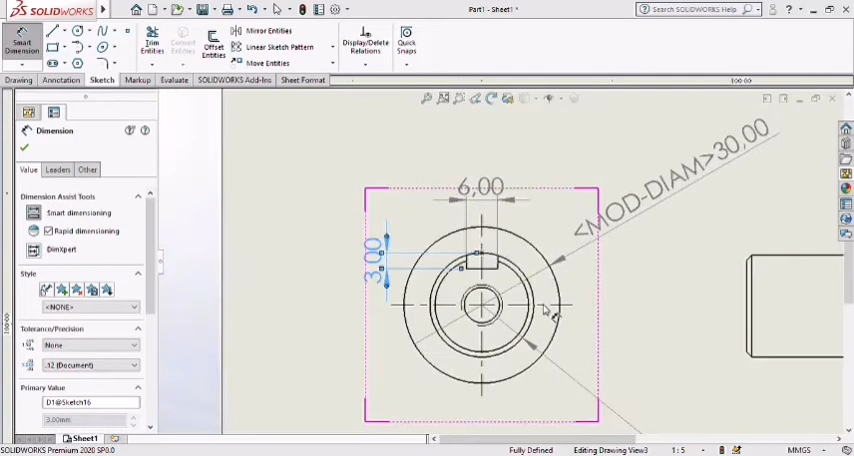 SOLIDWORKS
Part1 - Sheet1 *
Search SOLIDWORKS Help
Smart Dimension
Trim Entities
Convert Entities
Offset Entities
Mirror Entities
Linear Sketch Pattern
Move Entities
Display/Delete Relations
Quick Snaps
Drawing Annotation Sketch Markup Evaluate SOLIDWORKS Add-Ins Sheet Format
100.00
Dimension
Value Leaders Other
Dimension Assist Tools
Smart dimensioning
Rapid dimensioning
DimXpert
Style
<NONE>
Tolerance/Precision
None
.12 (Document)
Primary Value
D1@Sketch16
3.00mm
100.00
6,00
3,00
<MOD-DIAM>30,00
Sheet1
SOLIDWORKS Premium 2020 SP0.0
Fully Defined
Editing Drawing View3
1 : 5
MMGS